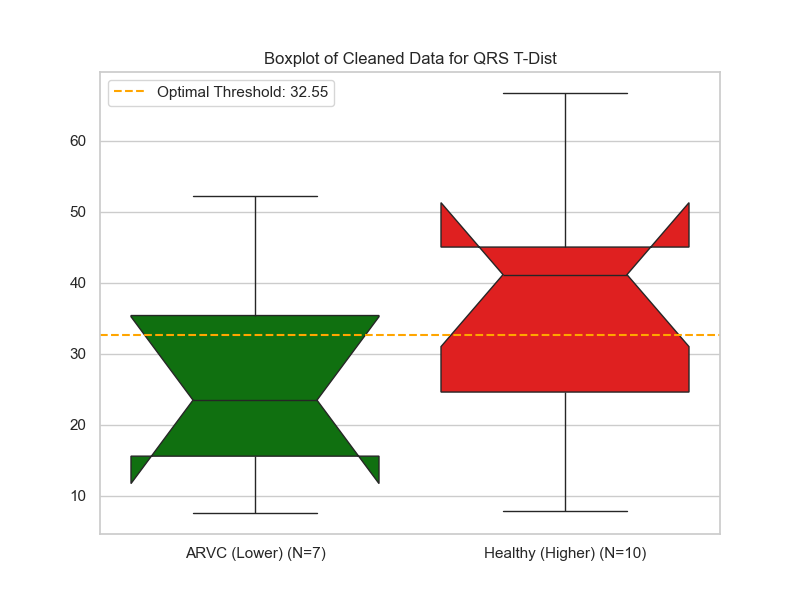 Boxplot of Cleaned Data for QRS T-Dist
Optimal Threshold: 32.55
60
50
40
30
20
10
ARVC (Lower) (N=7)
Healthy (Higher) (N=10)